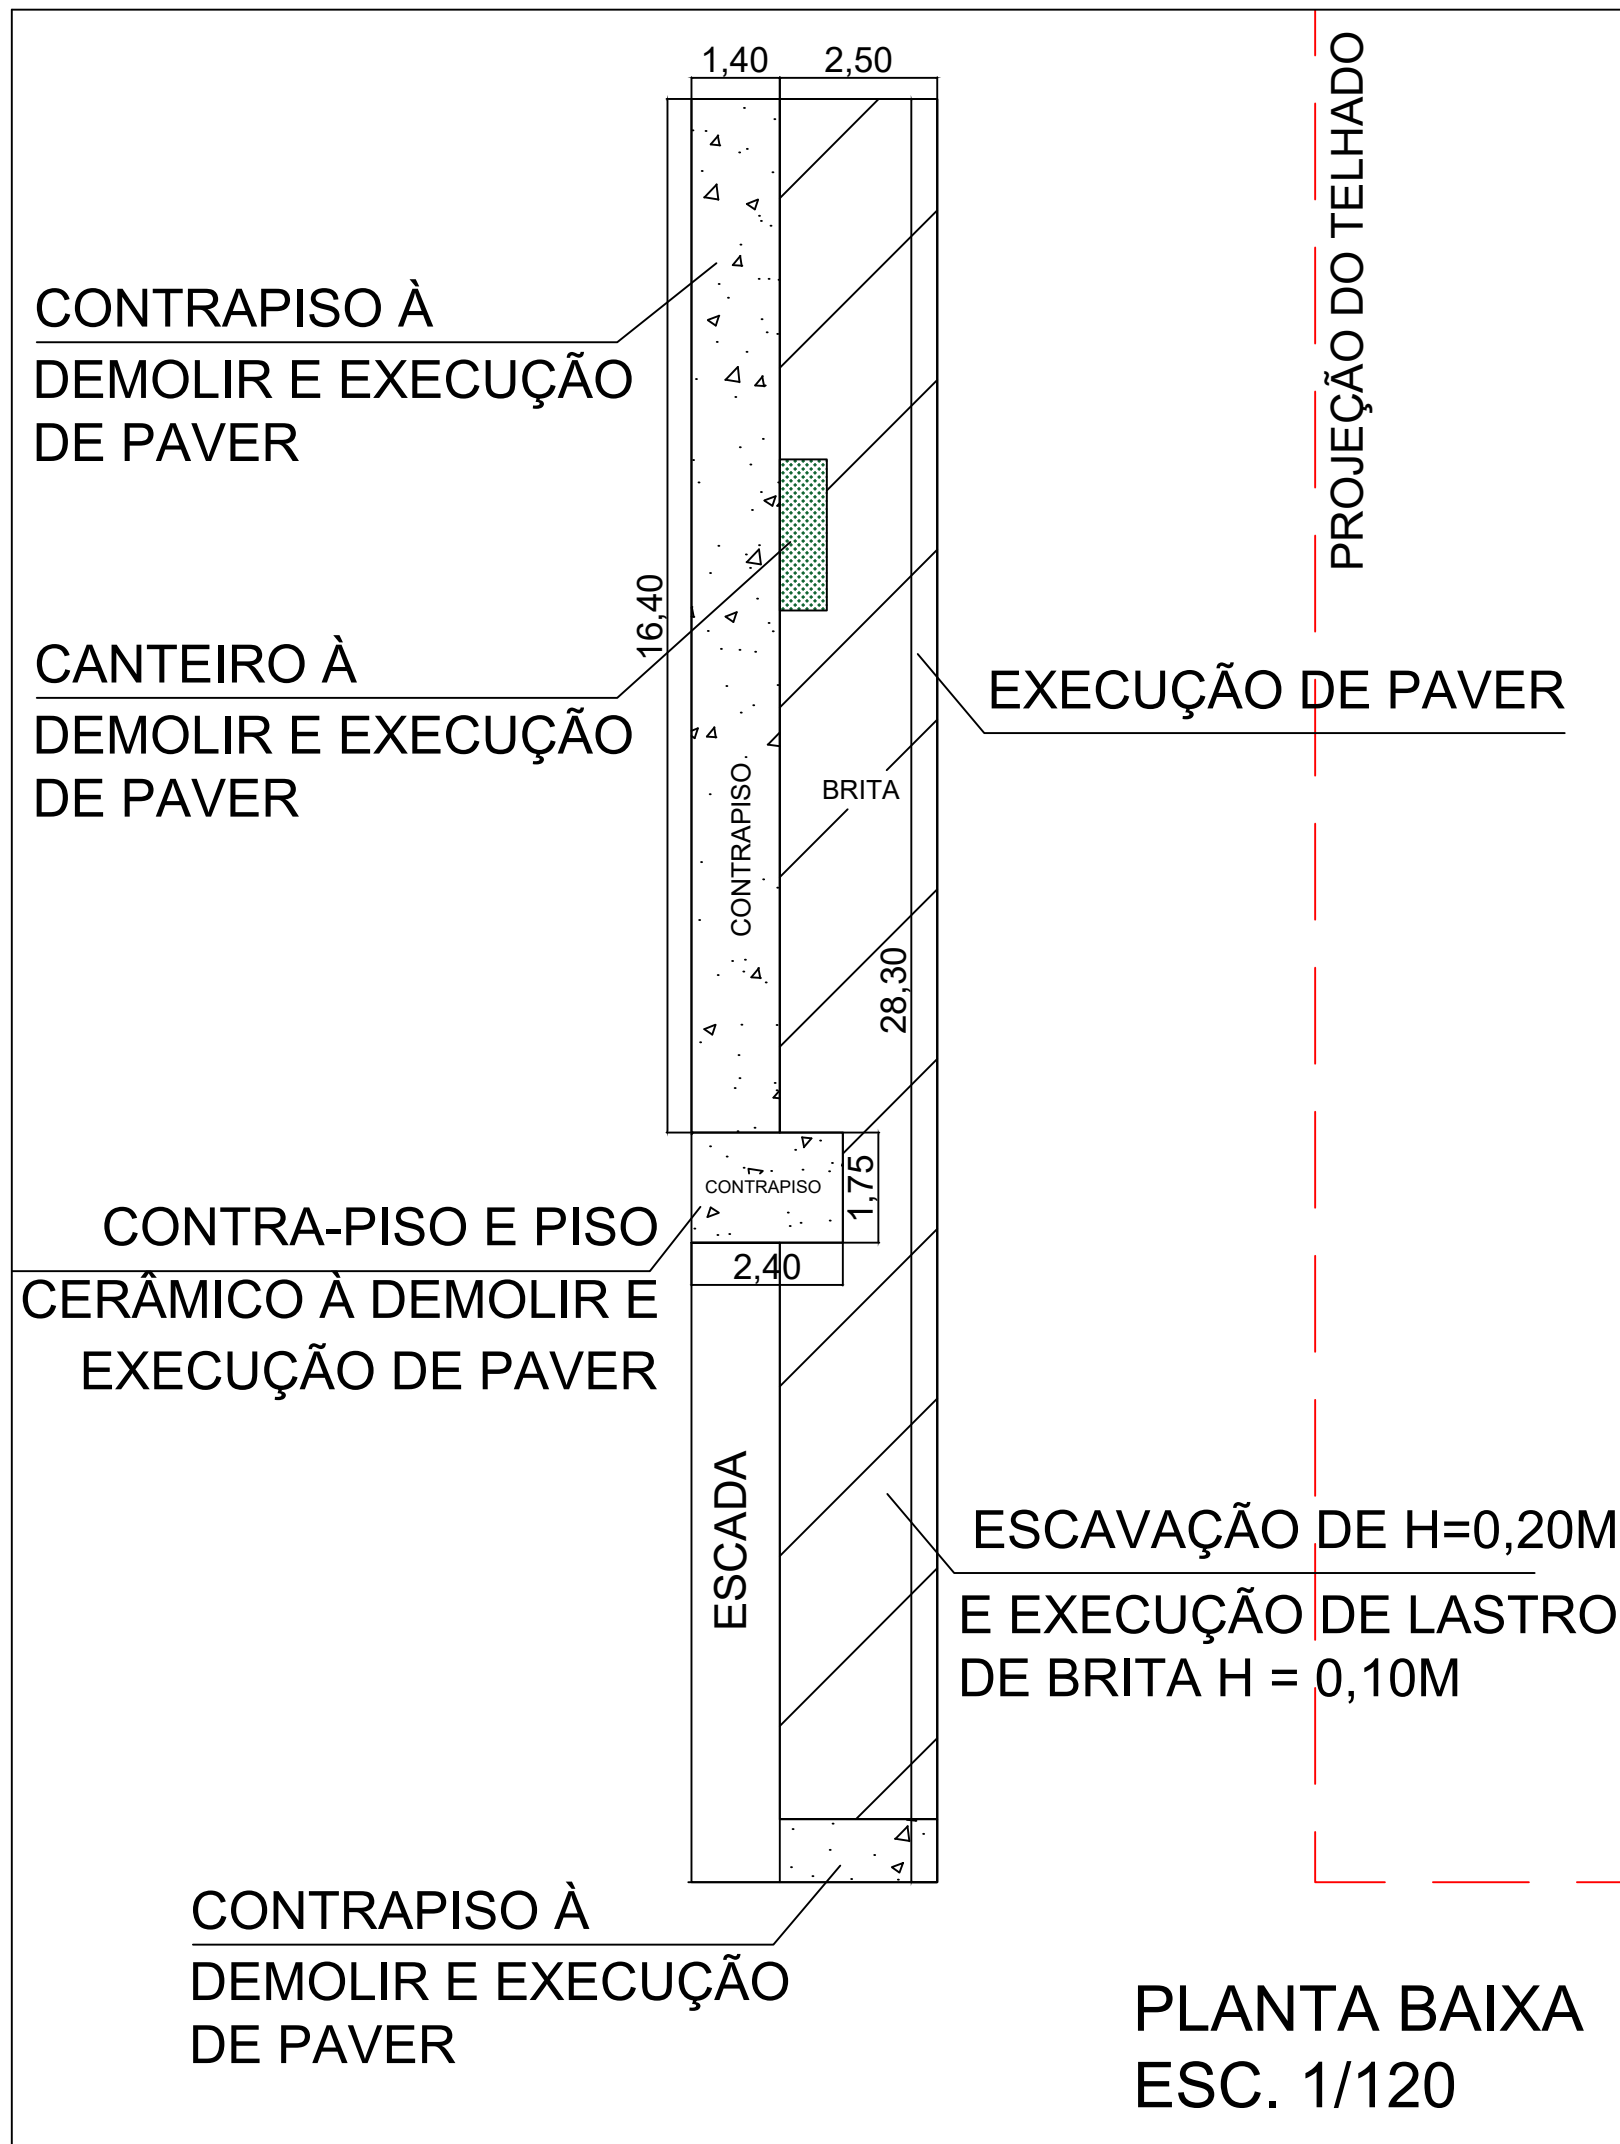 1,40
2,50
PROJEÇÃO DO TELHADO
CONTRAPISO À
DEMOLIR E EXECUÇÃO
DE PAVER
16,40
CANTEIRO À
DEMOLIR E EXECUÇÃO
DE PAVER
EXECUÇÃO DE PAVER
CONTRAPISO
BRITA
28,30
CONTRAPISO
1,75
2,40
CONTRA-PISO E PISO
CERÂMICO À DEMOLIR E
EXECUÇÃO DE PAVER
ESCADA
ESCAVAÇÃO DE H=0,20M
E EXECUÇÃO DE LASTRO
DE BRITA H = 0,10M
CONTRAPISO À
DEMOLIR E EXECUÇÃO
DE PAVER
PLANTA BAIXA
ESC. 1/120